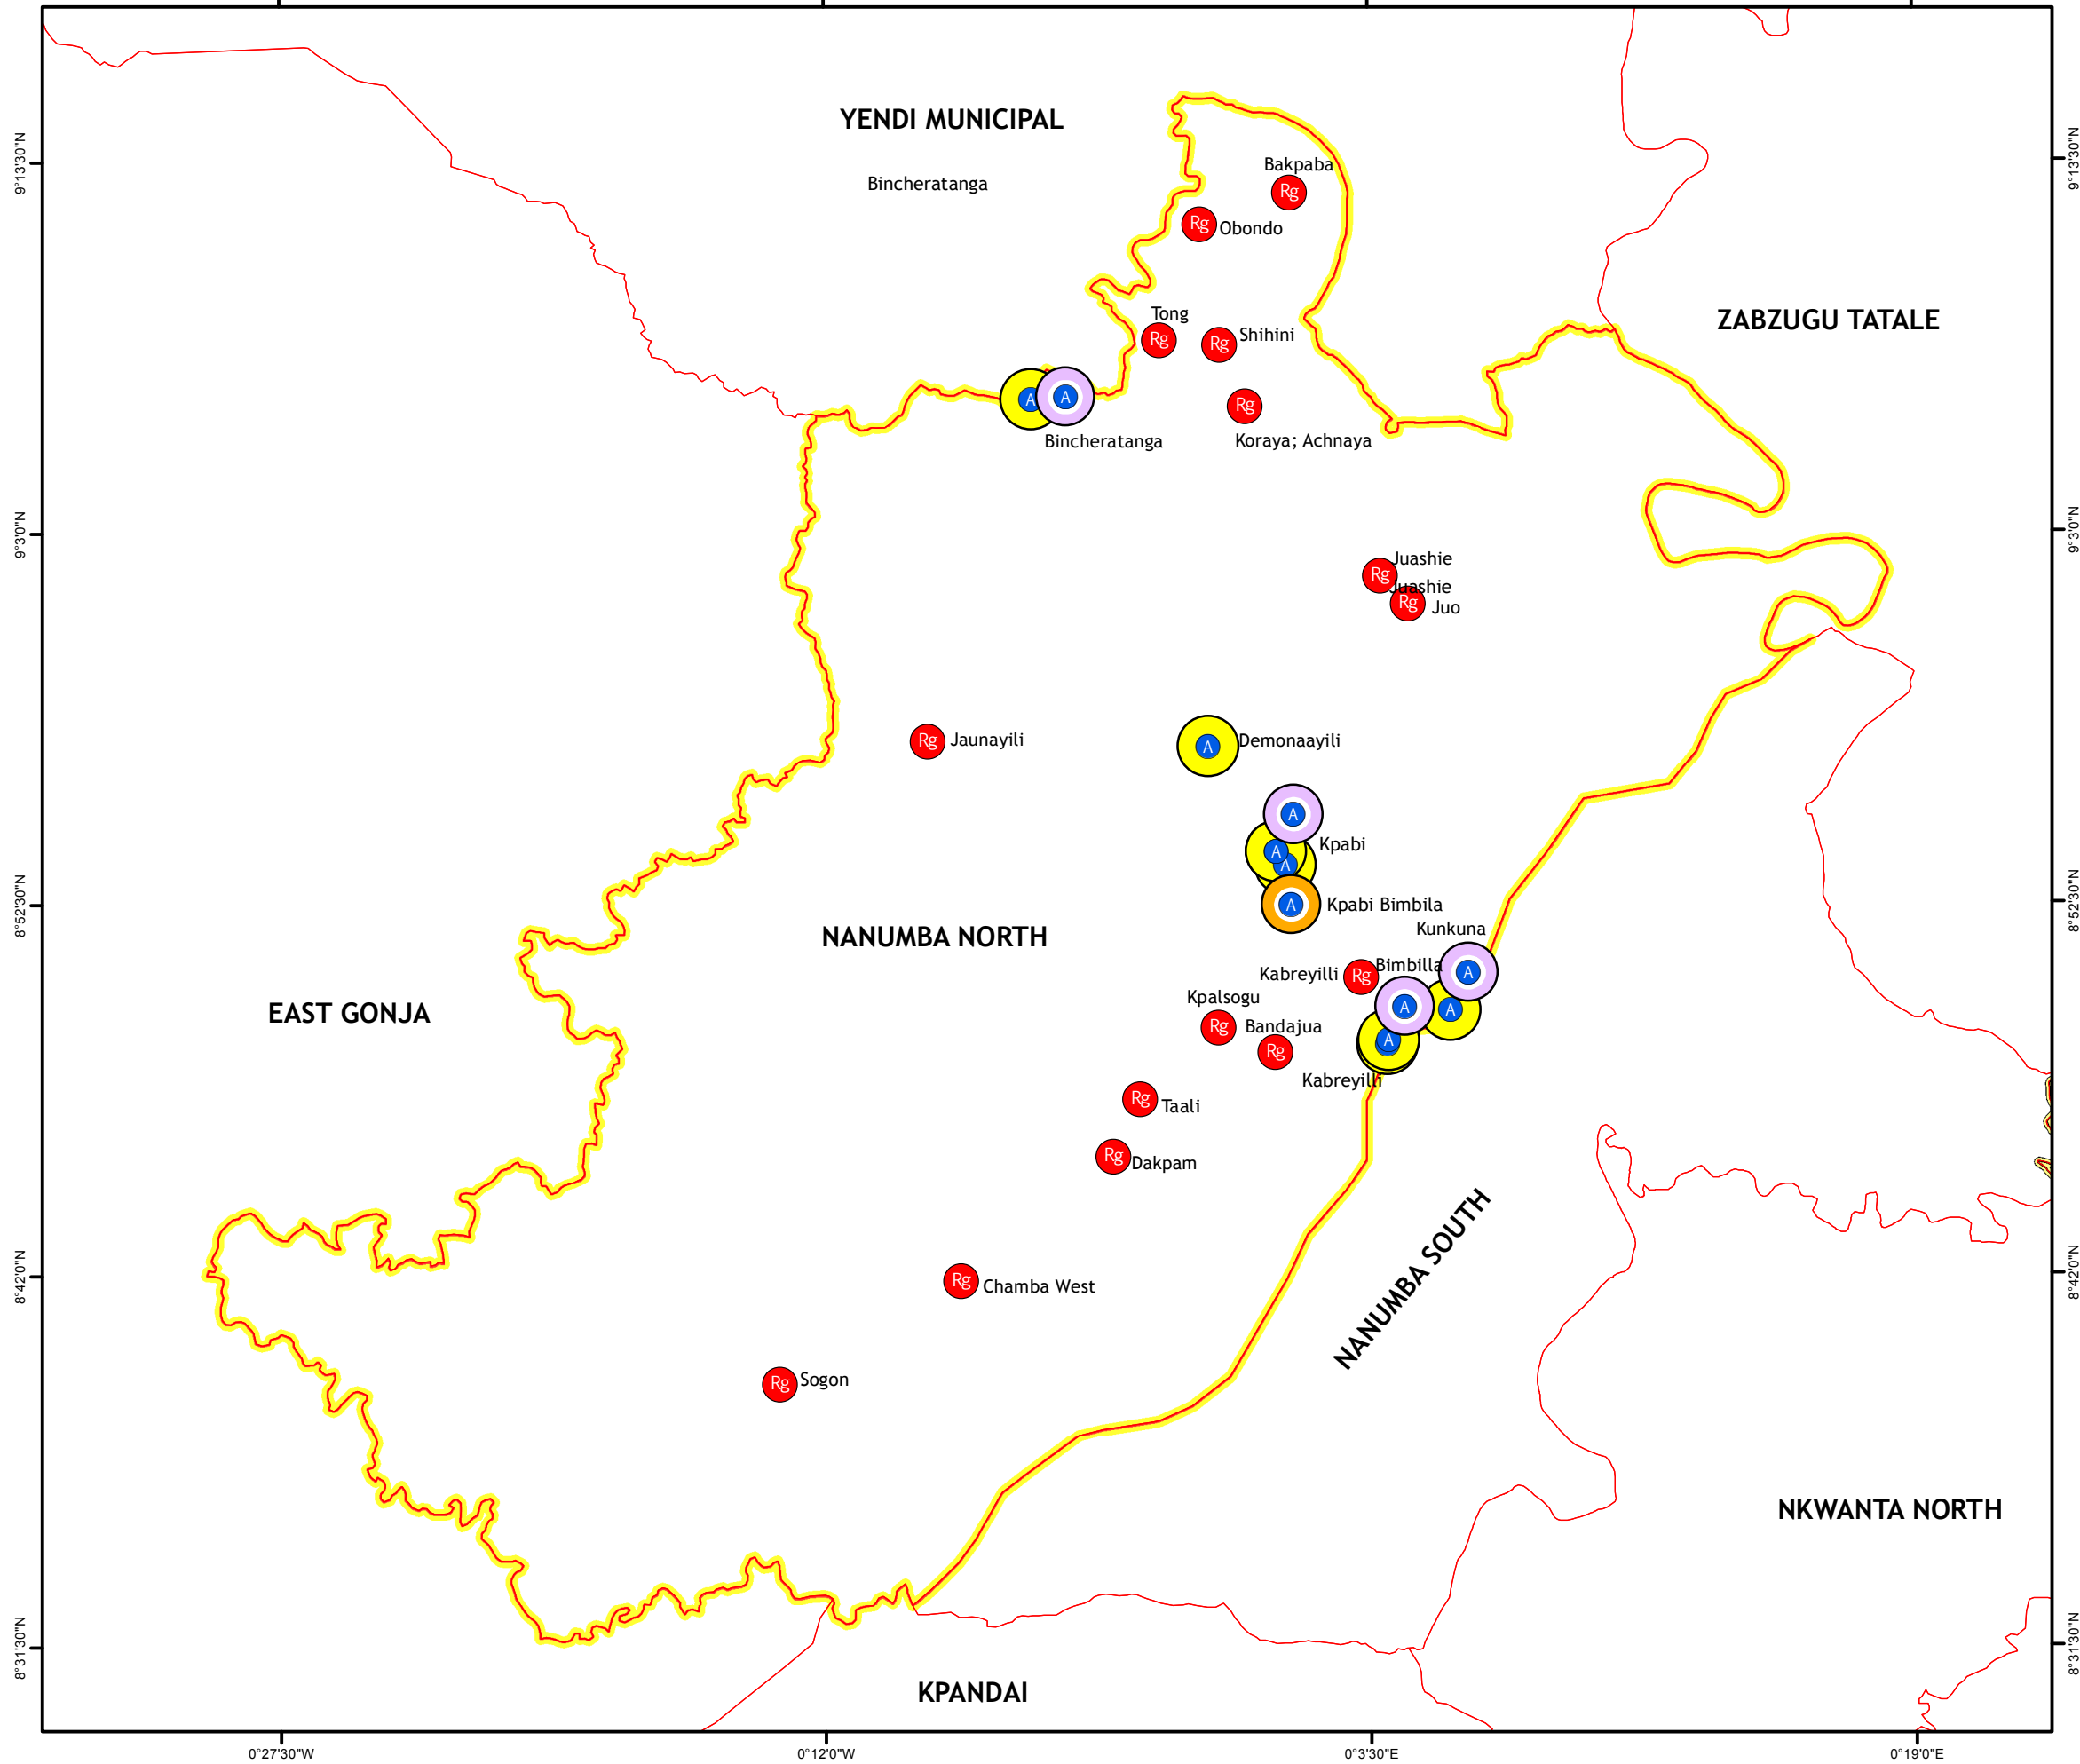 YENDI MUNICIPAL
Bakpaba
Bincheratanga
Rg
Rg
Obondo
9°13'30"N
9°13'30"N
Tong
ZABZUGU TATALE
Rg
Rg
Shihini
A
A
Rg
Bincheratanga
Koraya; Achnaya
9°3'0"N
9°3'0"N
Juashie
Rg
Juashie
Rg
Juo
Rg
Jaunayili
A
Demonaayili
A
Kpabi
A
A
A
Kpabi Bimbila
8°52'30"N
8°52'30"N
Kunkuna
NANUMBA NORTH
Bimbilla
Kabreyilli
Rg
A
Kpalsogu
A
A
EAST GONJA
Rg
Bandajua
A
Rg
Kabreyilli
Rg
Taali
Rg
Dakpam
NANUMBA SOUTH
8°42'0"N
8°42'0"N
Rg
Chamba West
Rg
Sogon
NKWANTA NORTH
8°31'30"N
8°31'30"N
KPANDAI
0°27'30"W
0°12'0"W
0°3'30"E
0°19'0"E